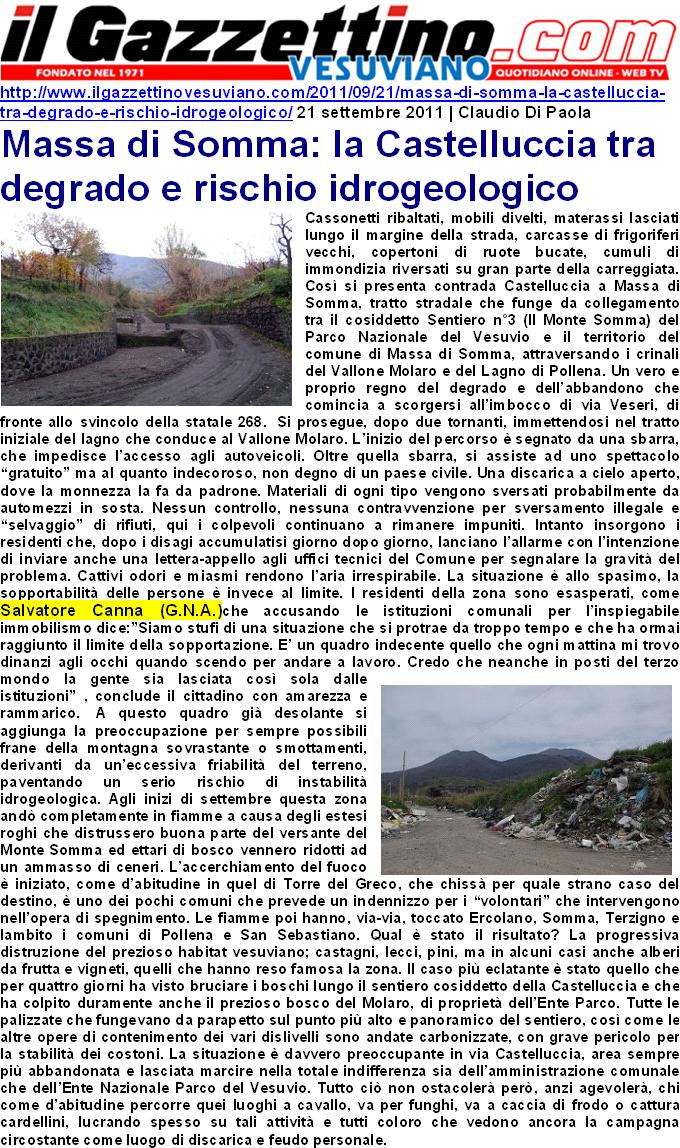 il Gazzettino.com
FONDATO NEL 1971 VESUVIANO QUOTIDIANO ONLINE - WEB TV
http://www.ilgazzettinovesuviano.com/2011/09/21/massa-di-somma-la-castelluccia-
tra-degrado-e-rischio-idrogeologico/ 21 settembre 2011 | Claudio Di Paola
Massa di Somma: la Castelluccia tra
degrado e rischio idrogeologico
Cassonetti ribaltati, mobili divelti, materassi lasciati
lungo il margine della strada, carcasse di frigoriferi
vecchi, copertoni di ruote bucate, cumuli di
immondizia riversati su gran parte della carreggiata.
Così si presenta contrada Castelluccia a Massa di
Somma, tratto stradale che funge da collegamento
tra il cosiddetto Sentiero n°3 (Il Monte Somma) del
Parco Nazionale del Vesuvio e il territorio del
comune di Massa di Somma, attraversando i crinali
del Vallone Molaro e del Lagno di Pollena. Un vero e
proprio regno del degrado e dell'abbandono che
comincia a scorgersi all'imbocco di via Veseri, di
fronte allo svincolo della statale 268. Si prosegue, dopo due tornanti, immettendosi nel tratto
iniziale del lagno che conduce al Vallone Molaro. L'inizio del percorso è segnato da una sbarra,
che impedisce l'accesso agli autoveicoli. Oltre quella sbarra, si assiste ad uno spettacolo
“gratuito” ma al quanto indecoroso, non degno di un paese civile. Una discarica a cielo aperto,
dove la monnezza la fa da padrone. Materiali di ogni tipo vengono sversati probabilmente da
automezzi in sosta. Nessun controllo, nessuna contravvenzione per sversamento illegale e
“selvaggio” di rifiuti, qui i colpevoli continuano a rimanere impuniti. Intanto insorgono i
residenti che, dopo i disagi accumulatisi giorno dopo giorno, lanciano l'allarme con l'intenzione
di inviare anche una lettera-appello agli uffici tecnici del Comune per segnalare la gravità del
problema. Cattivi odori e miasmi rendono l'aria irrespirabile. La situazione è allo spasimo, la
sopportabilità delle persone è invece al limite. I residenti della zona sono esasperati, come
Salvatore Canna (G.N.A.)che accusando le istituzioni comunali per l'inspiegabile
immobilismo dice:”Siamo stufi di una situazione che si protrae da troppo tempo e che ha ormai
raggiunto il limite della sopportazione. E' un quadro indecente quello che ogni mattina mi trovo
dinanzi agli occhi quando scendo per andare a lavoro. Credo che neanche in posti del terzo
mondo la gente sia lasciata così sola dalle
istituzioni” , conclude il cittadino con amarezza e
rammarico. A questo quadro già desolante si
aggiunga la preoccupazione per sempre possibili
frane della montagna sovrastante o smottamenti,
derivanti da un'eccessiva friabilità del terreno,
paventando un serio rischio di instabilità
idrogeologica. Agli inizi di settembre questa zona
andò completamente in fiamme a causa degli estesi
roghi che distrussero buona parte del versante del
Monte Somma ed ettari di bosco vennero ridotti ad
un ammasso di ceneri. L'accerchiamento del fuoco
è iniziato, come d'abitudine in quel di Torre del Greco, che chissà per quale strano caso del
destino, è uno dei pochi comuni che prevede un indennizzo per i “volontari” che intervengono
nell'opera di spegnimento. Le fiamme poi hanno, via-via, toccato Ercolano, Somma, Terzigno e
lambito i comuni di Pollena e San Sebastiano. Qual è stato il risultato? La progressiva
distruzione del prezioso habitat vesuviano; castagni, lecci, pini, ma in alcuni casi anche alberi
da frutta e vigneti, quelli che hanno reso famosa la zona. Il caso più eclatante è stato quello che
per quattro giorni ha visto bruciare i boschi lungo il sentiero cosiddetto della Castelluccia e che
ha colpito duramente anche il prezioso bosco del Molaro, di proprietà dell'Ente Parco. Tutte le
palizzate che fungevano da parapetto sul punto più alto e panoramico del sentiero, così come le
altre opere di contenimento dei vari dislivelli sono andate carbonizzate, con grave pericolo per
la stabilità dei costoni. La situazione è davvero preoccupante in via Castelluccia, area sempre
più abbandonata e lasciata marcire nella totale indifferenza sia dell'amministrazione comunale
che dell'Ente Nazionale Parco del Vesuvio. Tutto ciò non ostacolerà però, anzi agevolerà, chi
come d'abitudine percorre quei luoghi a cavallo, va per funghi, va a caccia di frodo o cattura
cardellini, lucrando spesso su tali attività e tutti coloro che vedono ancora la campagna
circostante come luogo di discarica e feudo personale.